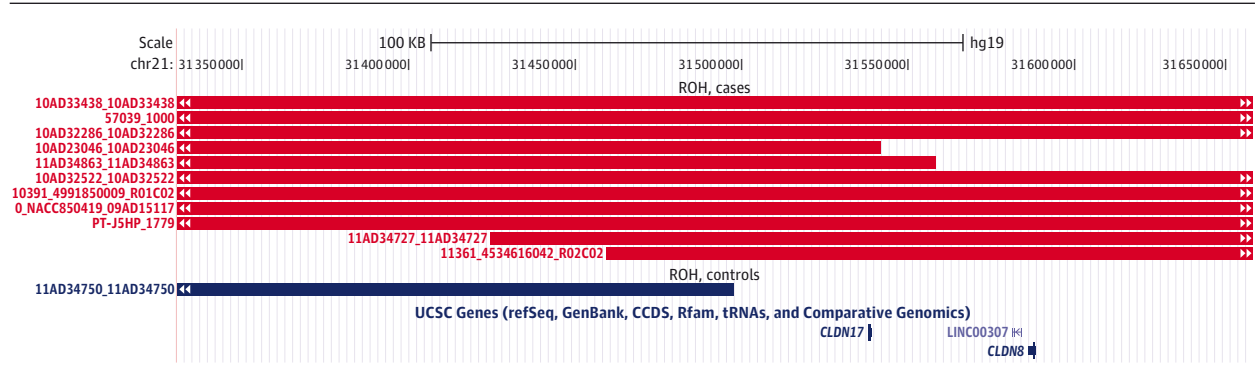 Scale 100 KB hg19
chr21: 31350000| 31400000| 31450000| 31500000| 31550000| 31600000| 31650000|
ROH, cases
10AD33438_10AD33438
57039_1000
10AD32286_10AD32286
10AD23046_10AD23046
11AD34863_11AD34863
10AD32522_10AD32522
10391_4991850009_R01C02
0_NACC850419_09AD15117
PT-J5HP_1779
11AD34727_11AD34727
11361_4534616042_R02C02
ROH, controls
11AD34750_11AD34750
UCSC Genes (refSeq, GenBank, CCDS, Rfam, tRNAs, and Comparative Genomics)
CLDN17 LINC00307
CLDN8